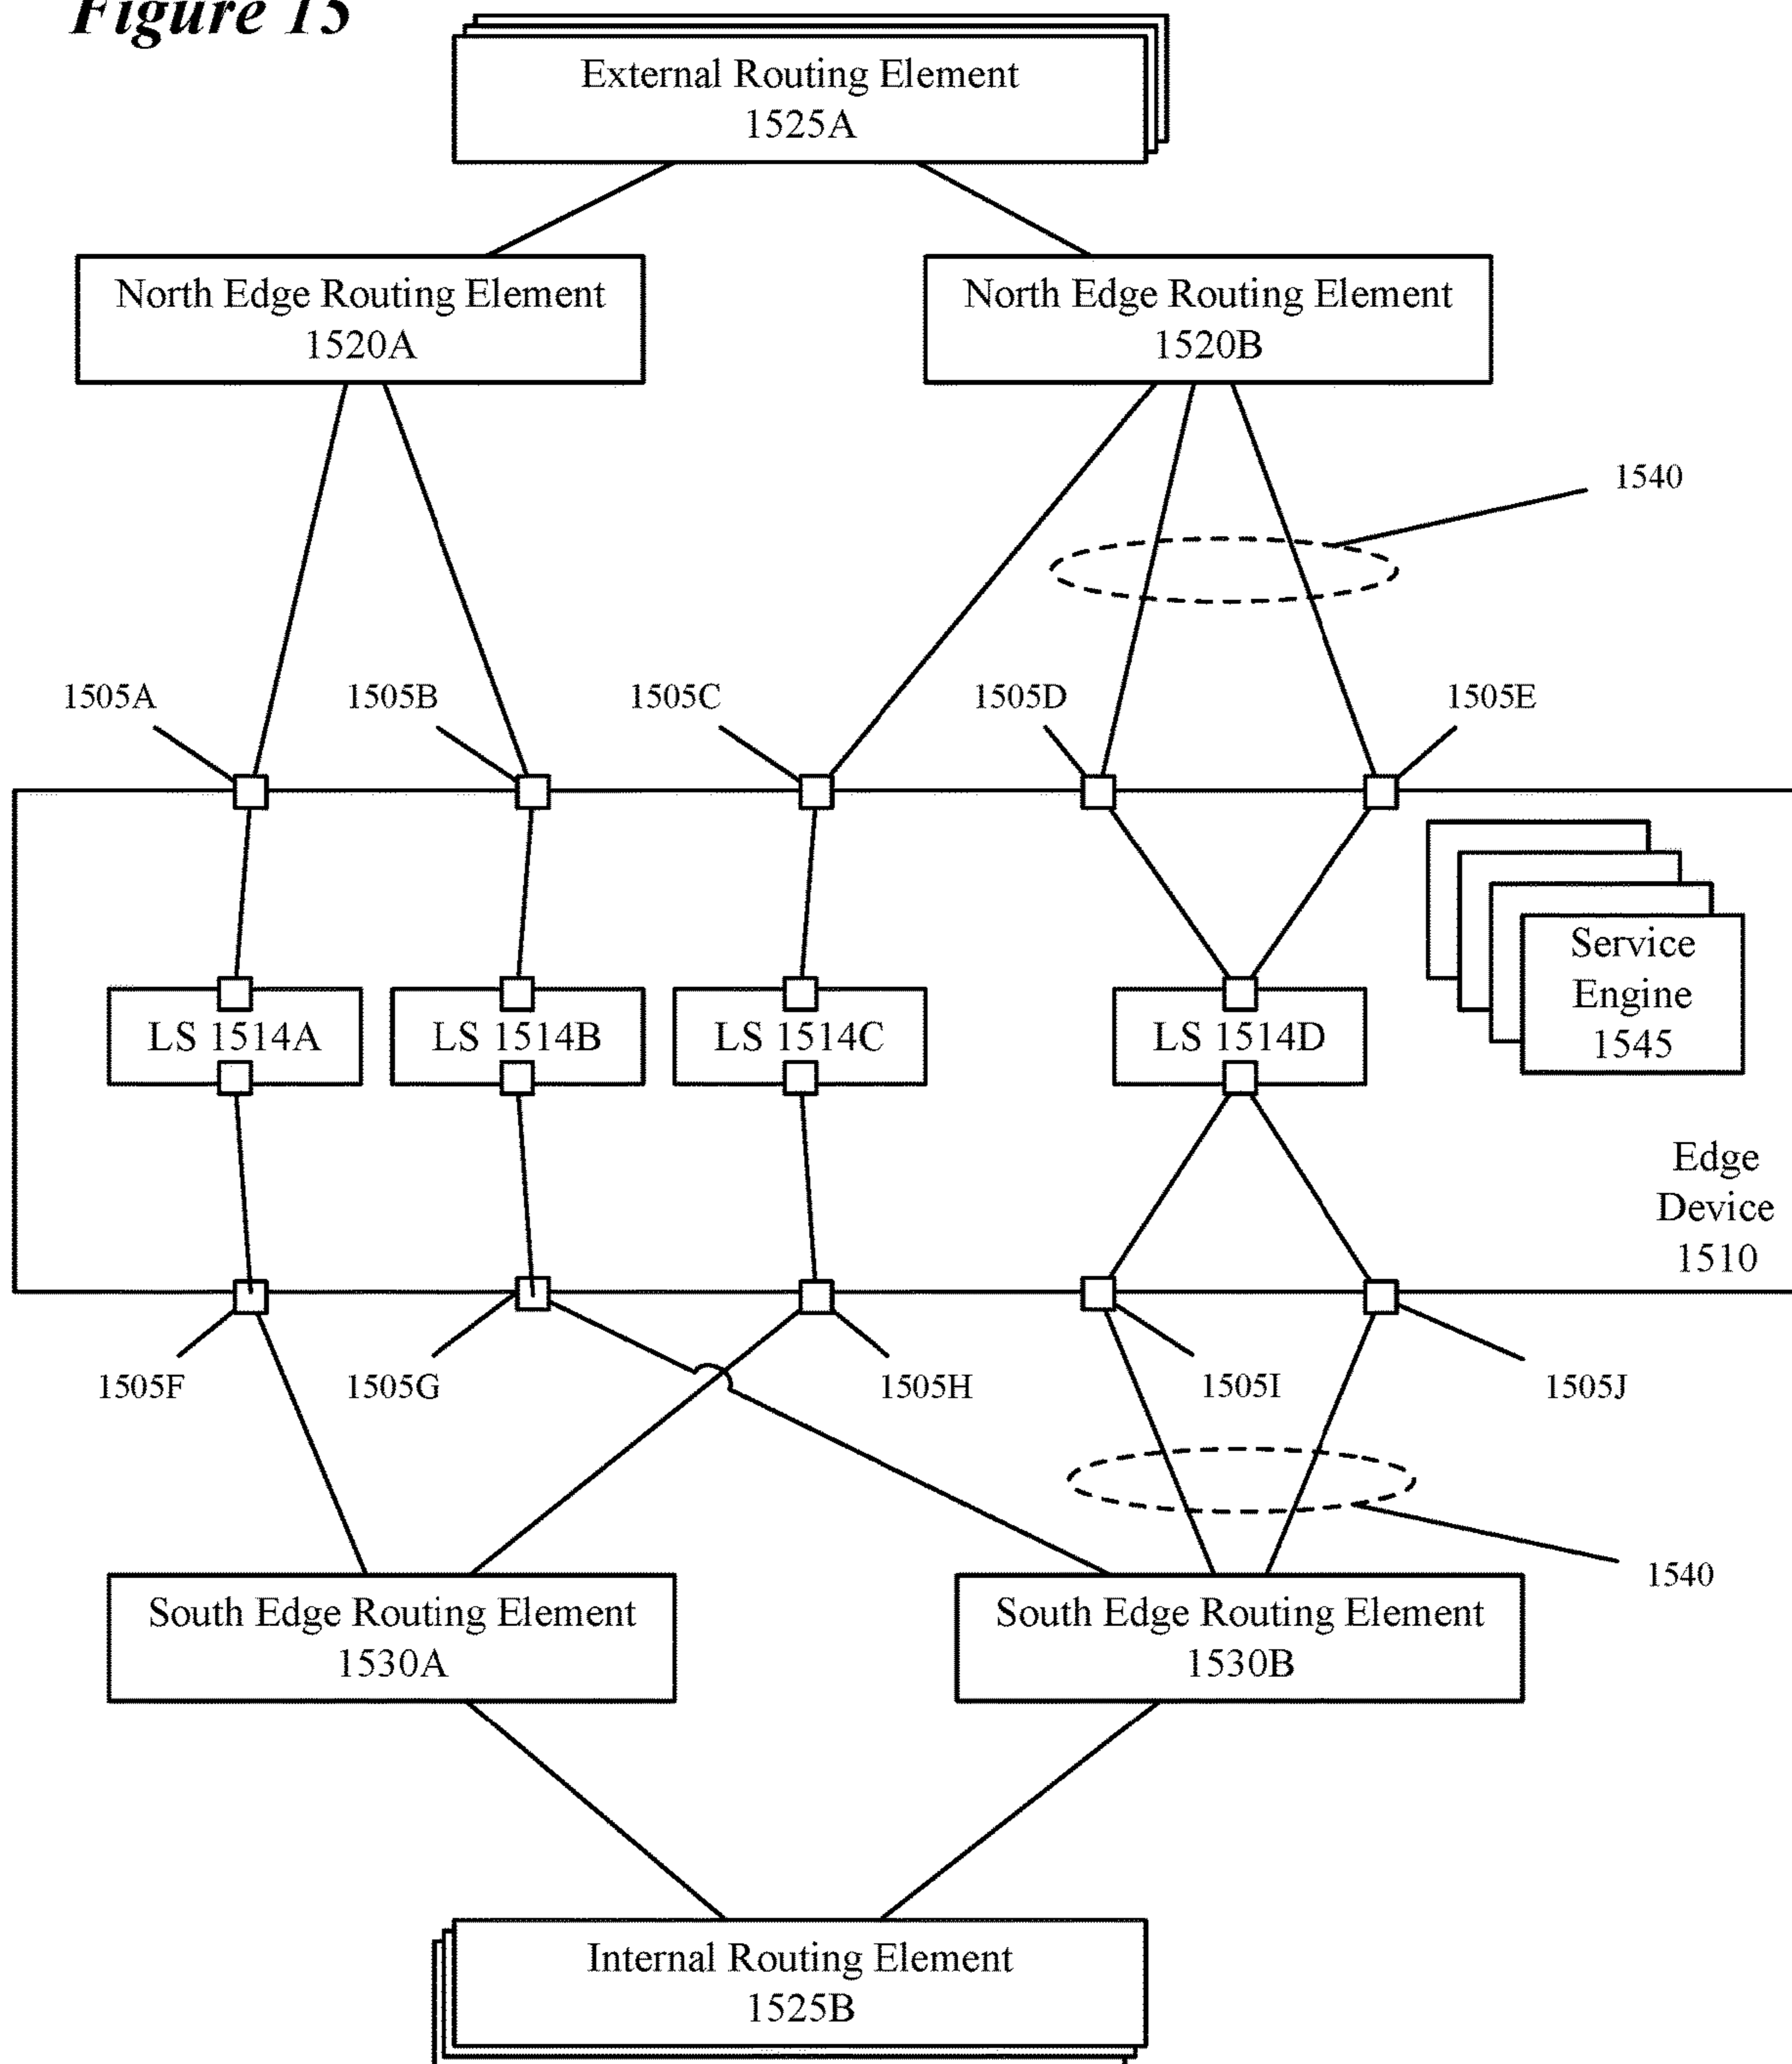 Figure 15
External Routing Element
1525A
North Edge Routing Element
1520A
North Edge Routing Element
1520B
1540
1505A
1505B
1505C
1505D
1505E
LS 1514A
LS 1514B
LS 1514C
LS 1514D
Service
Engine
1545
Edge
Device
1510
1505F
1505G
1505H
1505I
1505J
1540
South Edge Routing Element
1530A
South Edge Routing Element
1530B
Internal Routing Element
1525B